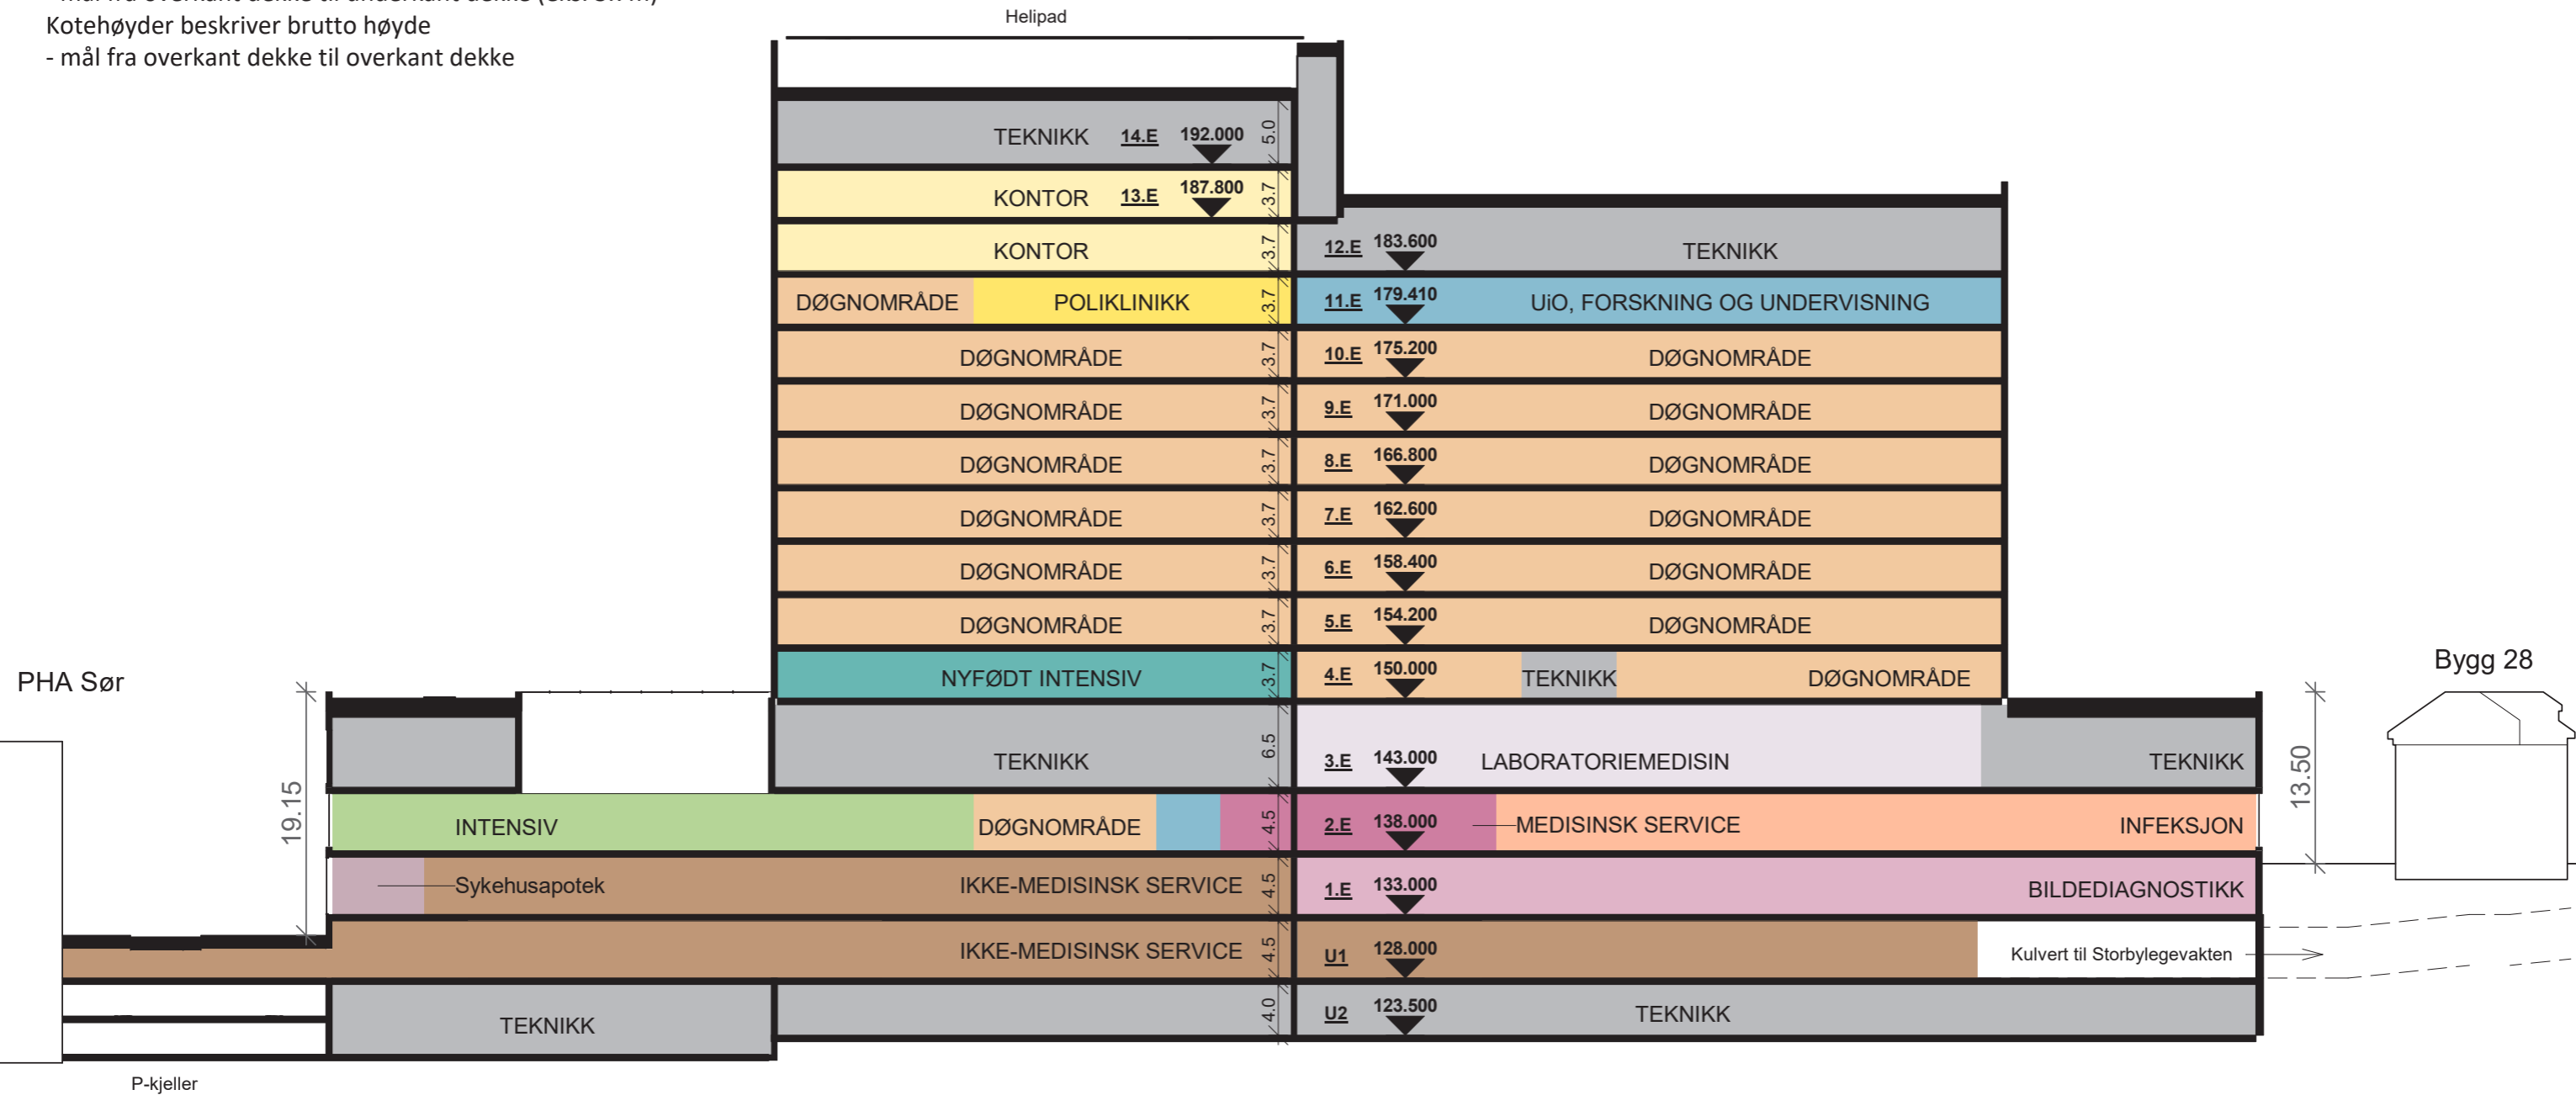 - mål fra overkant dekke til underkant dekke
Kotehøyder beskriver brutto høyde
- mål fra overkant dekke til overkant dekke
Helipad
TEKNIKK 14.E 192.000 5.0
KONTOR 13.E 187.800 3.7
KONTOR 3.7 12.E 183.600 TEKNIKK
DØGNOMRÅDE POLIKLINIKK 3.7 11.E 179.410 UiO, FORSKNING OG UNDERVISNING
DØGNOMRÅDE 3.7 10.E 175.200 DØGNOMRÅDE
DØGNOMRÅDE 3.7 9.E 171.000 DØGNOMRÅDE
DØGNOMRÅDE 3.7 8.E 166.800 DØGNOMRÅDE
DØGNOMRÅDE 3.7 7.E 162.600 DØGNOMRÅDE
DØGNOMRÅDE 3.7 6.E 158.400 DØGNOMRÅDE
DØGNOMRÅDE 3.7 5.E 154.200 DØGNOMRÅDE
PHA Sør
NYFØDT INTENSIV 3.7 4.E 150.000 TEKNIKK DØGNOMRÅDE
Bygg 28
TEKNIKK 6.5 3.E 143.000 LABORATORIEMEDISIN TEKNIKK
13.50
19.15
INTENSIV DØGNOMRÅDE 4.5 2.E 138.000 MEDISINSK SERVICE INFEKSJON
Sykehusapotek IKKE-MEDISINSK SERVICE 4.5 1.E 133.000 BILDEDIAGNOSTIKK
IKKE-MEDISINSK SERVICE 4.5 U1 128.000 Kulvert til Storbylegevakten
TEKNIKK 4.0 U2 123.500 TEKNIKK
P-kjeller